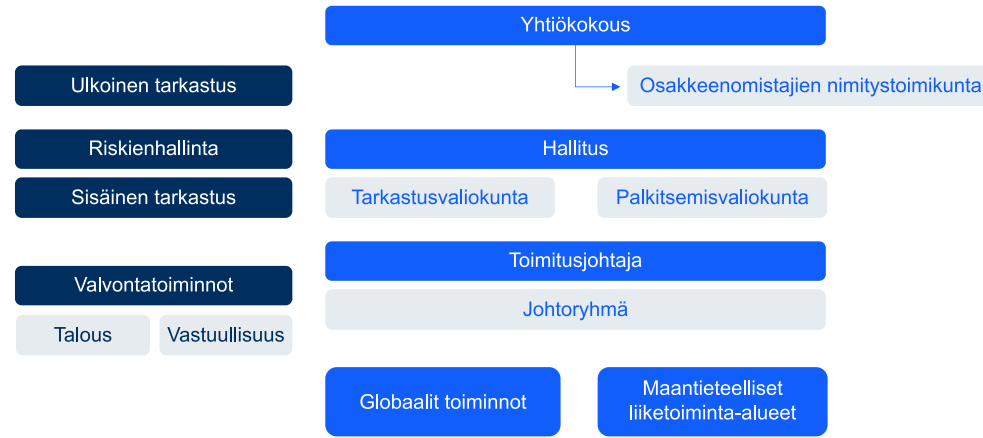 Yhtiökokous
Ulkoinen tarkastus
Osakkeenomistajien nimitystoimikunta
Riskienhallinta
Hallitus
Sisäinen tarkastus
Tarkastusvaliokunta
Palkitsemisvaliokunta
Toimitusjohtaja
Valvontatoiminnot
Johtoryhmä
Talous
Vastuullisuus
Globaalit toiminnot
Maantieteelliset
liiketoiminta-alueet